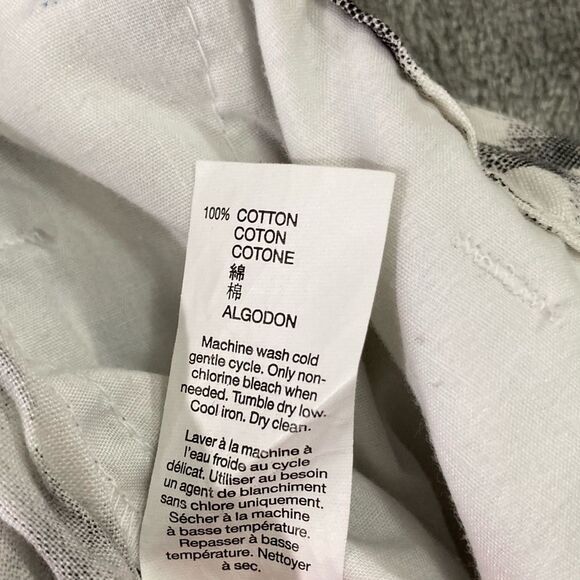 100% COTTON
COTON
COTONE
綿
棉
ALGODON
Machine wash cold
gentle cycle. Only non-
chlorine bleach when
needed. Tumble dry low.
Cool iron. Dry clean.
Laver à la machine à
l'eau froide au cycle
délicat. Utiliser au besoin
un agent de blanchiment
sans chlore uniquement.
Sécher à la machine
à basse température.
Repasser à basse
température. Nettoyer
à sec.